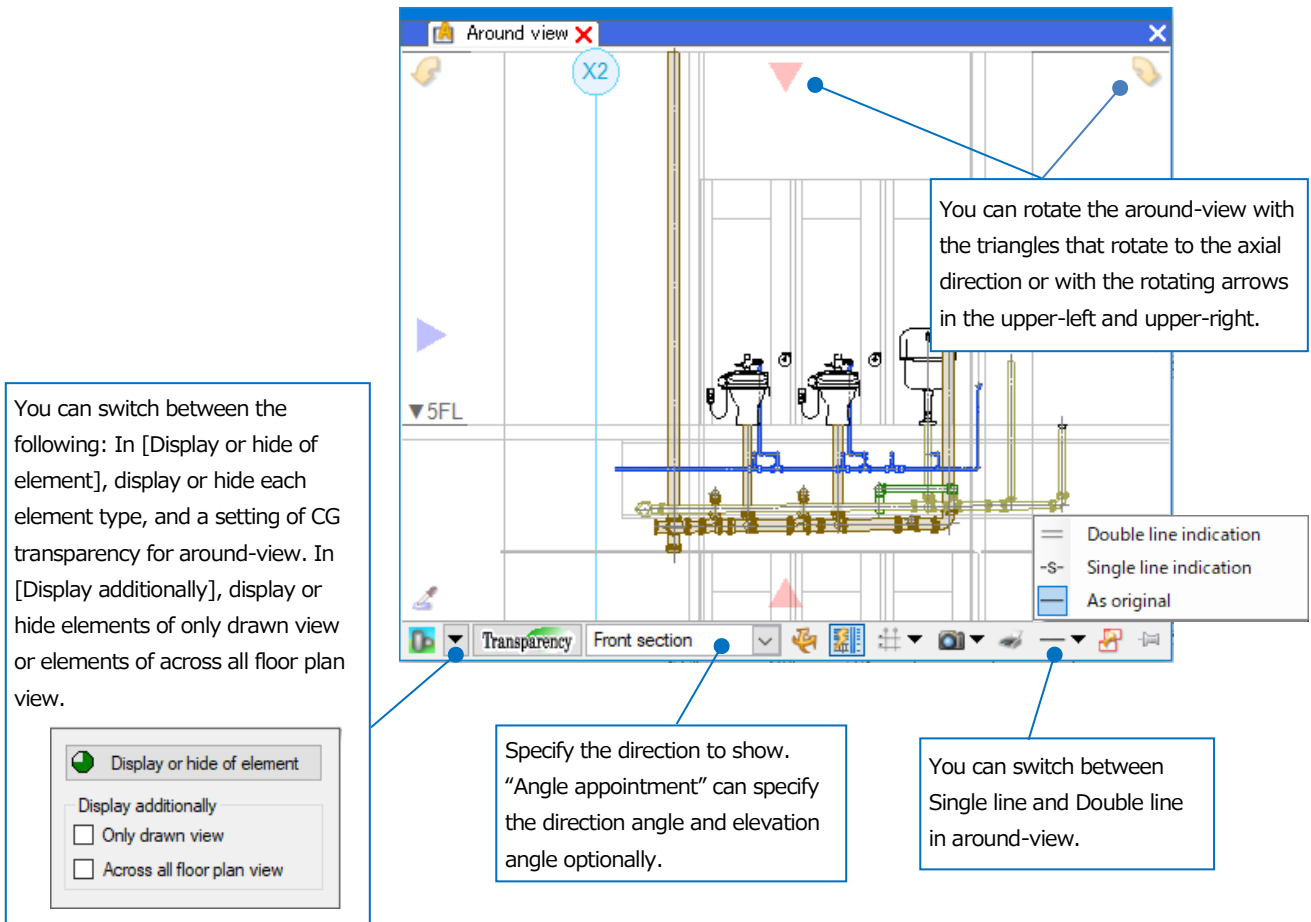 Around view
X2
You can rotate the around-view with
the triangles that rotate to the axial
direction or with the rotating arrows
in the upper-left and upper-right.
▼5FL
You can switch between the
following: In [Display or hide of
element], display or hide each
element type, and a setting of CG
transparency for around-view. In
[Display additionally], display or
hide elements of only drawn view
or elements of across all floor plan
view.
Display or hide of element
Display additionally
Only drawn view
Across all floor plan view
Double line indication
-S- Single line indication
As original
Transparency Front section
Specify the direction to show.
“Angle appointment” can specify
the direction angle and elevation
angle optionally.
You can switch between
Single line and Double line
in around-view.